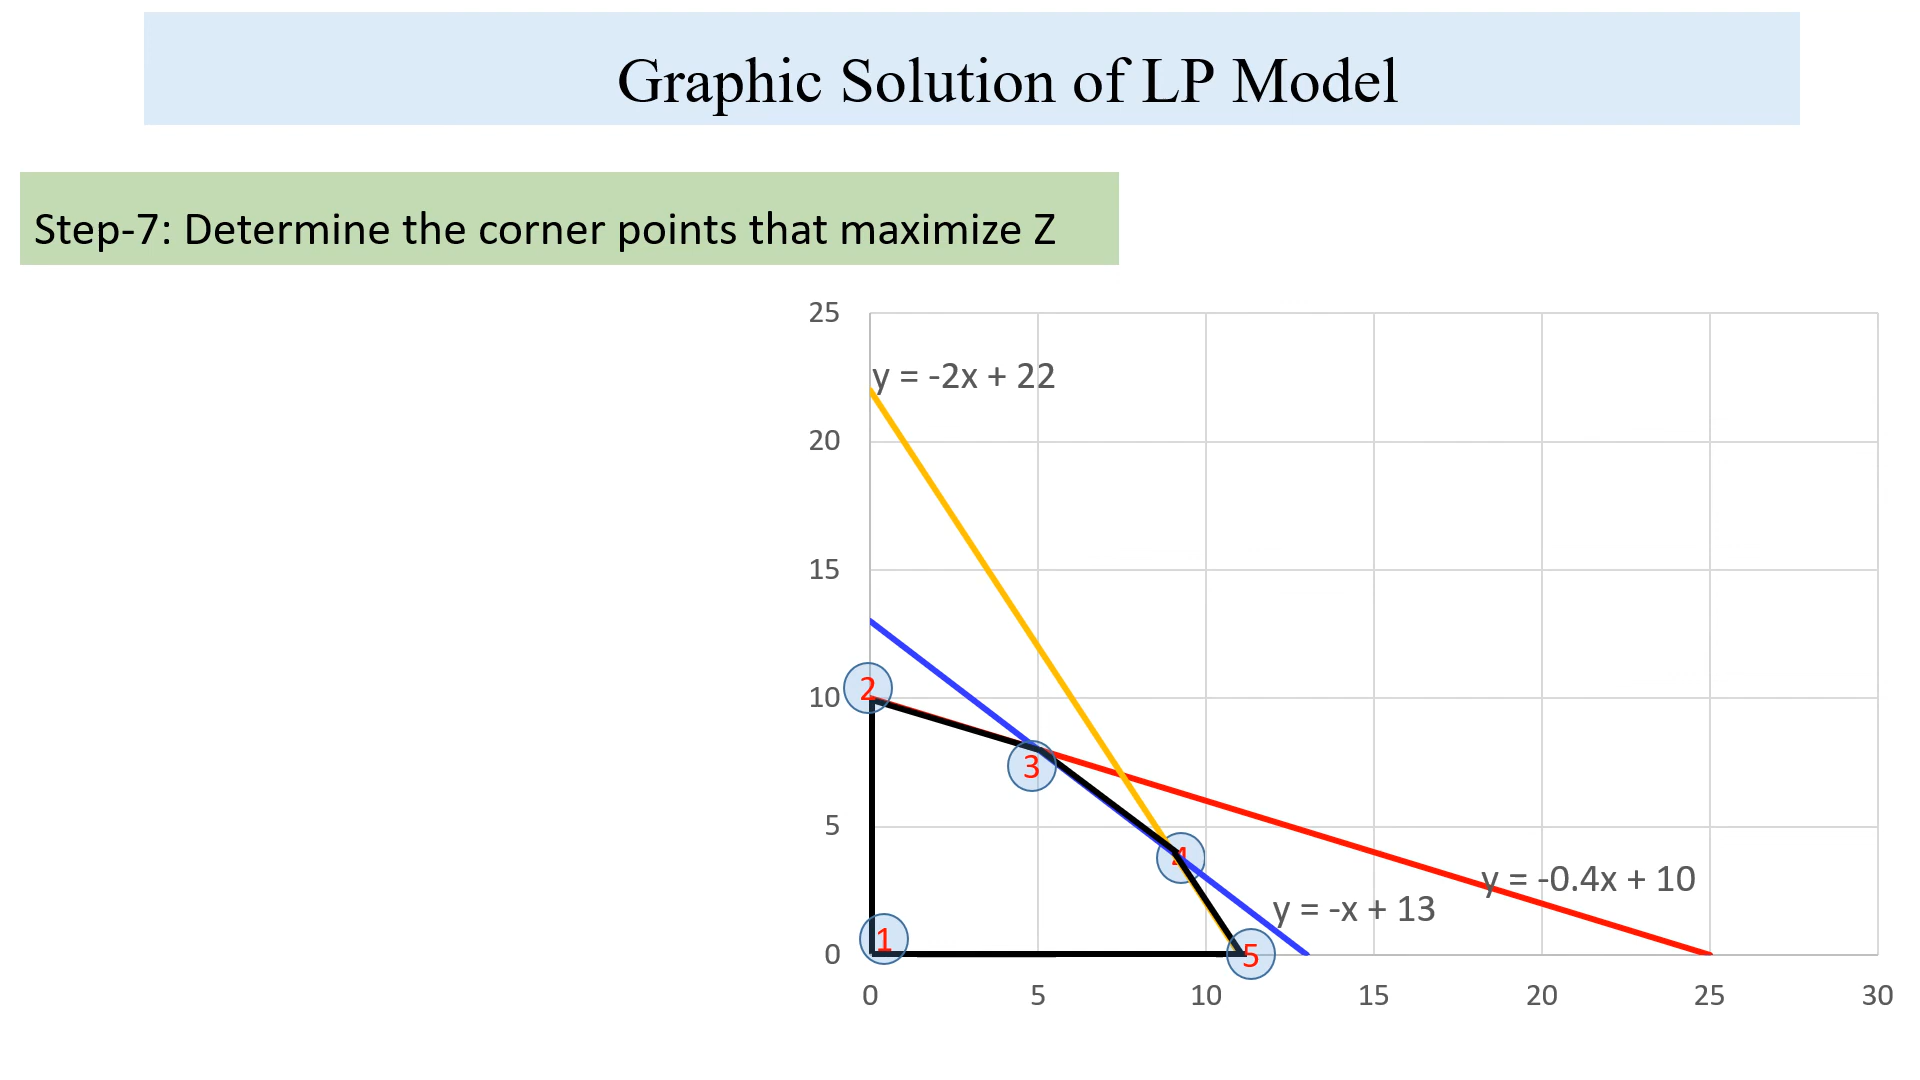 Graphic Solution of LP Model
Step-7: Determine the corner points that maximize Z
25
y = -2x + 22
20
15
2
10
3
5
4
y = -0.4x + 10
y = -x + 13
1
0
5
0 5 10 15 20 25 30